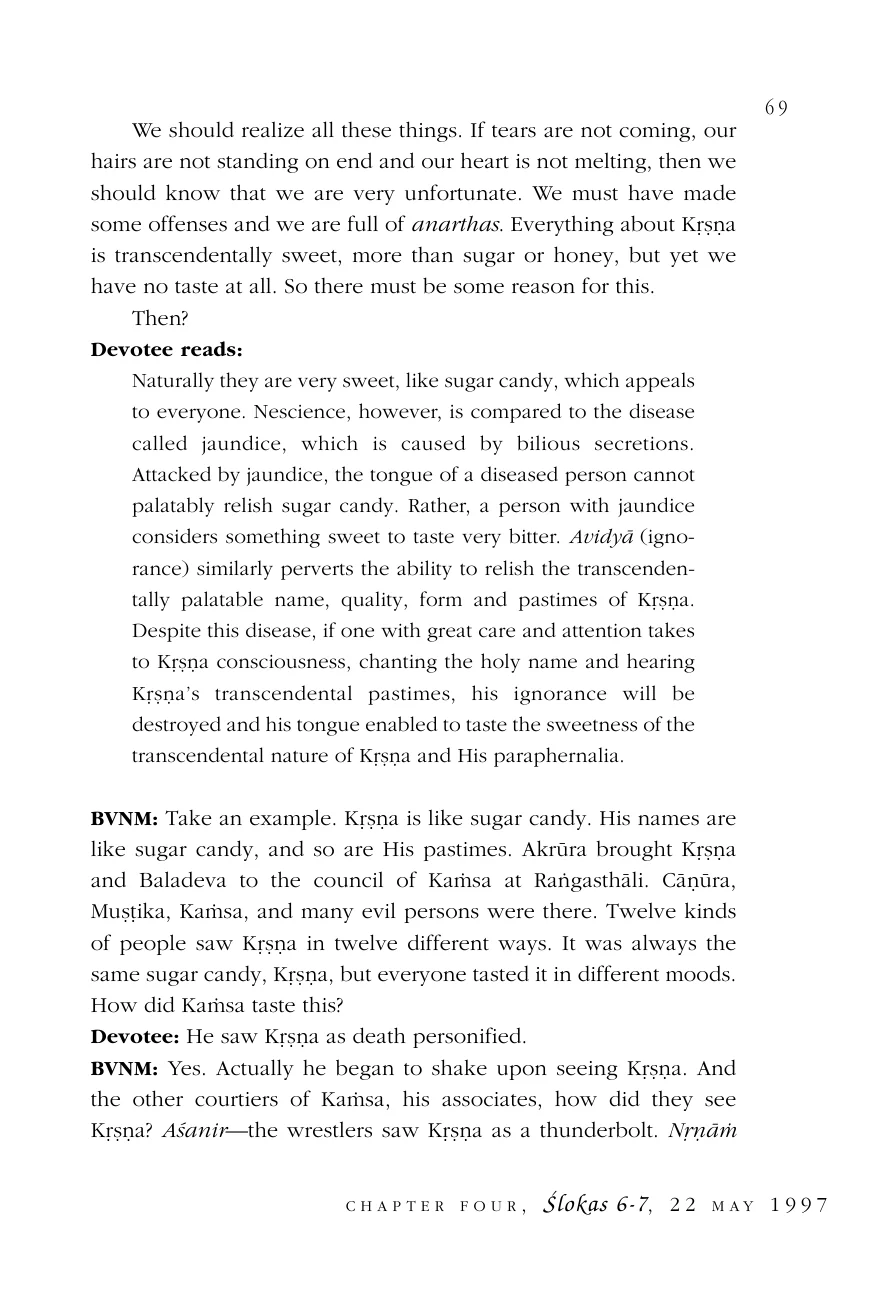 69
We should realize all these things. If tears are not coming, our
hairs are not standing on end and our heart is not melting, then we
should know that we are very unfortunate. We must have made
some offenses and we are full of anarthas. Everything about Kṛṣṇa
is transcendentally sweet, more than sugar or honey, but yet we
have no taste at all. So there must be some reason for this.
Then?
Devotee reads:
Naturally they are very sweet, like sugar candy, which appeals
to everyone. Nescience, however, is compared to the disease
called jaundice, which is caused by bilious secretions.
Attacked by jaundice, the tongue of a diseased person cannot
palatably relish sugar candy. Rather, a person with jaundice
considers something sweet to taste very bitter. Avidyā (igno-
rance) similarly perverts the ability to relish the transcenden-
tally palatable name, quality, form and pastimes of Kṛṣṇa.
Despite this disease, if one with great care and attention takes
to Kṛṣṇa consciousness, chanting the holy name and hearing
Kṛṣṇa’s transcendental pastimes, his ignorance will be
destroyed and his tongue enabled to taste the sweetness of the
transcendental nature of Kṛṣṇa and His paraphernalia.
BVNM: Take an example. Kṛṣṇa is like sugar candy. His names are
like sugar candy, and so are His pastimes. Akrūra brought Kṛṣṇa
and Baladeva to the council of Kaṁsa at Raṅgasthāli. Cāṇūra,
Muṣṭika, Kaṁsa, and many evil persons were there. Twelve kinds
of people saw Kṛṣṇa in twelve different ways. It was always the
same sugar candy, Kṛṣṇa, but everyone tasted it in different moods.
How did Kaṁsa taste this?
Devotee: He saw Kṛṣṇa as death personified.
BVNM: Yes. Actually he began to shake upon seeing Kṛṣṇa. And
the other courtiers of Kaṁsa, his associates, how did they see
Kṛṣṇa? Aśanir—the wrestlers saw Kṛṣṇa as a thunderbolt. Nṛṇāṁ
CHAPTER FOUR, Ślokas 6-7, 22 MAY 1997